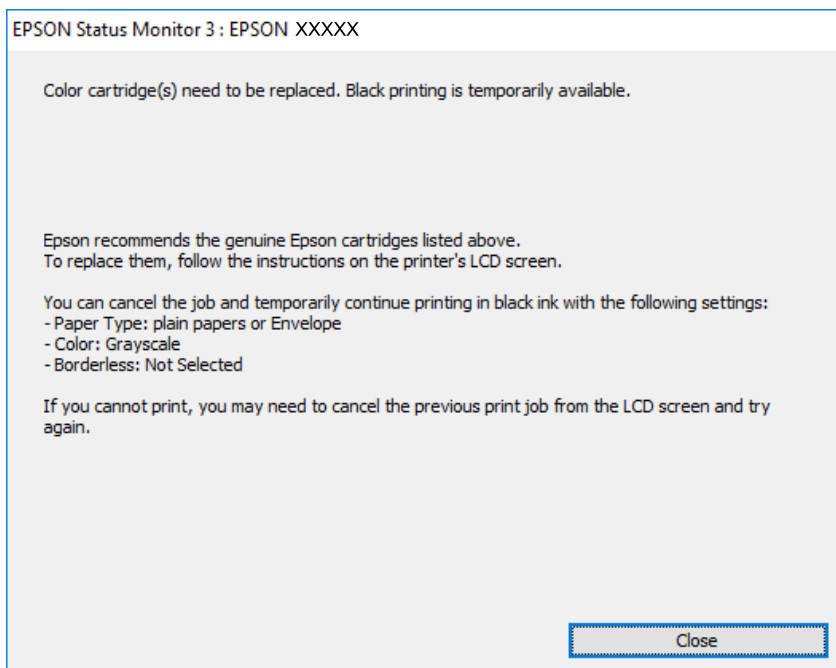 EPSON Status Monitor 3 : EPSON XXXXX
Color cartridge(s) need to be replaced. Black printing is temporarily available.
Epson recommends the genuine Epson cartridges listed above.
To replace them, follow the instructions on the printer's LCD screen.
You can cancel the job and temporarily continue printing in black ink with the following settings:
- Paper Type: plain papers or Envelope
- Color: Grayscale
- Borderless: Not Selected
If you cannot print, you may need to cancel the previous print job from the LCD screen and try
again.
Close